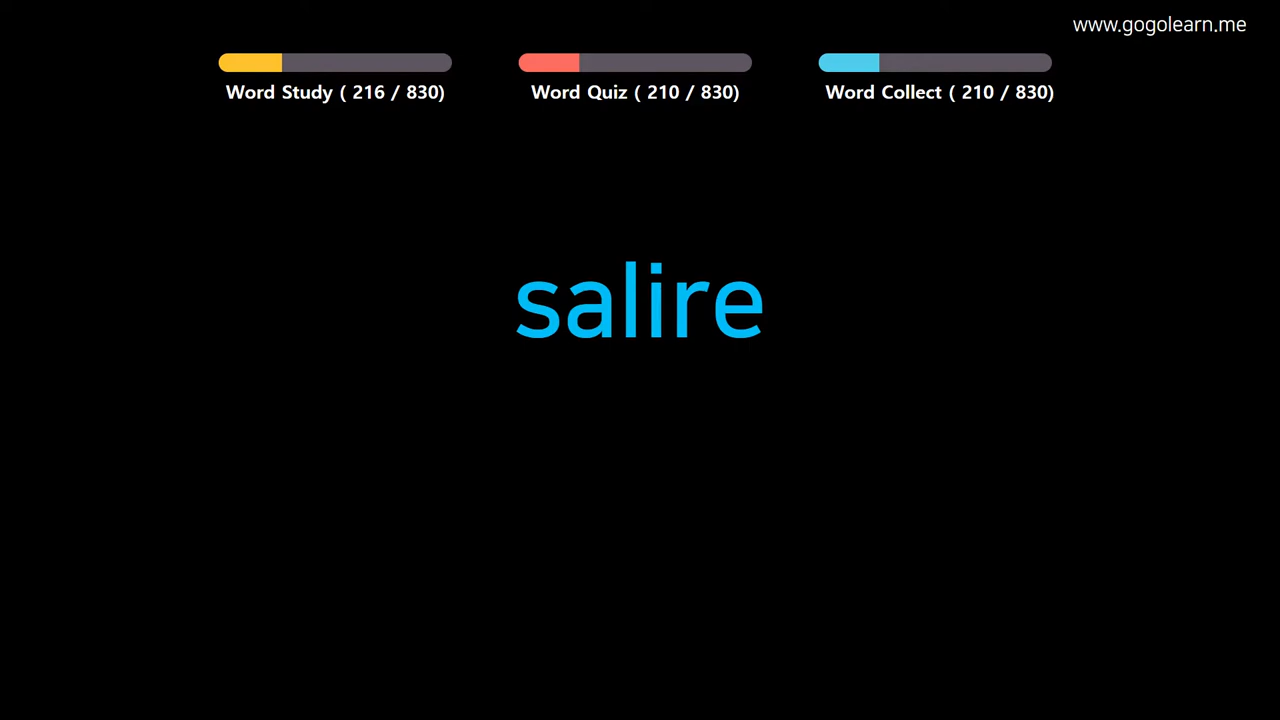 www.gogolearn.me
Word Study ( 216 / 830)
Word Quiz ( 210 / 830)
Word Collect ( 210 / 830)
salire